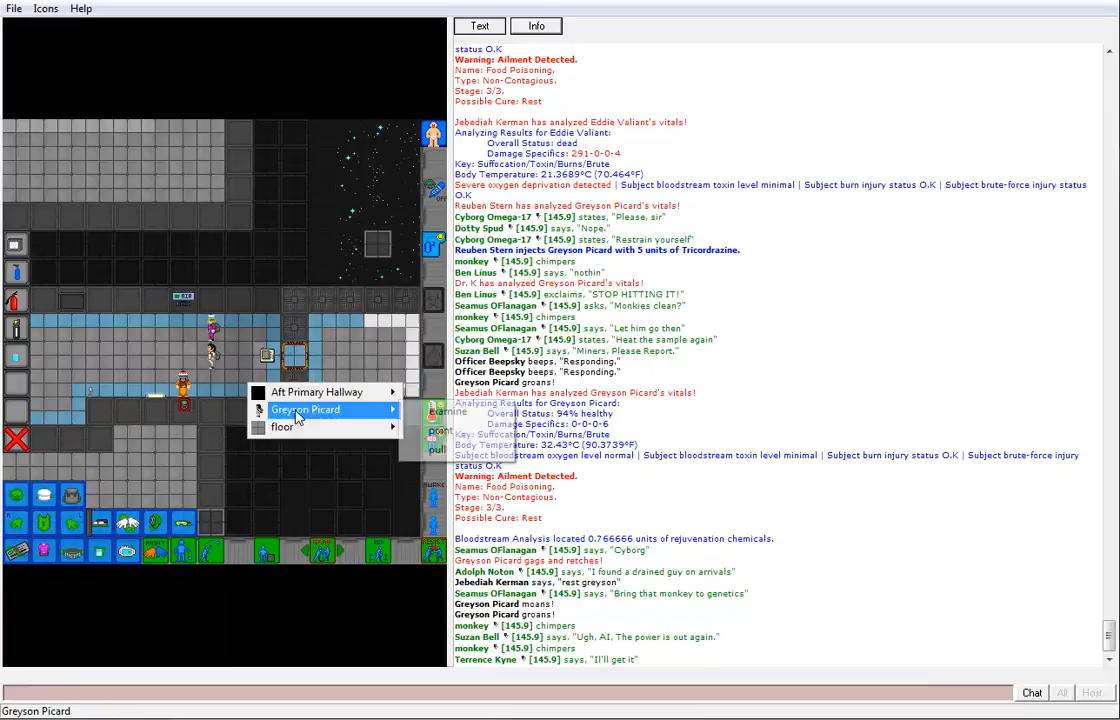 File Icons Help
Text Info
status O.K
Warning: Ailment Detected.
Name: Food Poisoning.
Type: Non-Contagious.
Stage: 3/3.
Possible Cure: Rest
Jebediah Kerman has analyzed Eddie Valiant's vitals!
Analyzing Results for Eddie Valiant:
Overall Status: dead
Damage Specifics: 291-0-0-4
Key: Suffocation/Toxin/Burns/Brute
Body Temperature: 21.3689°C (70.464°F)
Severe oxygen deprivation detected | Subject bloodstream toxin level minimal | Subject burn injury status O.K | Subject brute-force injury status
O.K
Reuben Stern has analyzed Greyson Picard's vitals!
Cyborg Omega-17 [145.9] states, "Please, sir"
Dotty Spud [145.9] says, "Nope."
Cyborg Omega-17 [145.9] states, "Restrain yourself"
Reuben Stern injects Greyson Picard with 5 units of Tricordrazine.
monkey [145.9] chimpers
Ben Linus [145.9] says, "nothin"
Dr. K has analyzed Greyson Picard's vitals!
Ben Linus [145.9] exclaims, "STOP HITTING IT!"
Seamus OFlanagan [145.9] asks, "Monkies clean?"
monkey [145.9] chimpers
Seamus OFlanagan [145.9] says, "Let him go then"
Cyborg Omega-17 [145.9] states, "Heat the sample again"
Suzan Bell [145.9] says, "Miners, Please Report."
Officer Beepsky beeps, "Responding."
Officer Beepsky beeps, "Responding."
Greyson Picard groans!
Jebediah Kerman has analyzed Greyson Picard's vitals!
Analyzing Results for Greyson Picard:
Overall Status: 94% healthy
Damage Specifics: 0-0-0-6
Key: Suffocation/Toxin/Burns/Brute
Body Temperature: 32.43°C (90.3739°F)
Subject bloodstream oxygen level normal | Subject bloodstream toxin level minimal | Subject burn injury status O.K | Subject brute-force injury
status O.K
Warning: Ailment Detected.
Name: Food Poisoning.
Type: Non-Contagious.
Stage: 3/3.
Possible Cure: Rest
Bloodstream Analysis located 0.766666 units of rejuvenation chemicals.
Seamus OFlanagan [145.9] says, "Cyborg"
Greyson Picard gags and retches!
Adolph Noton [145.9] says, "I found a drained guy on arrivals"
Jebediah Kerman says, "rest greyson"
Seamus OFlanagan [145.9] says, "Bring that monkey to genetics"
Greyson Picard moans!
Greyson Picard groans!
monkey [145.9] chimpers
Suzan Bell [145.9] says, "Ugh, AI, The power is out again."
monkey [145.9] chimpers
Terrence Kyne [145.9] says, "Il'll get it"
Aft Primary Hallway
Greyson Picard
floor
examine
point
pull
AIR
OFF
Chat All Host.
Greyson Picard